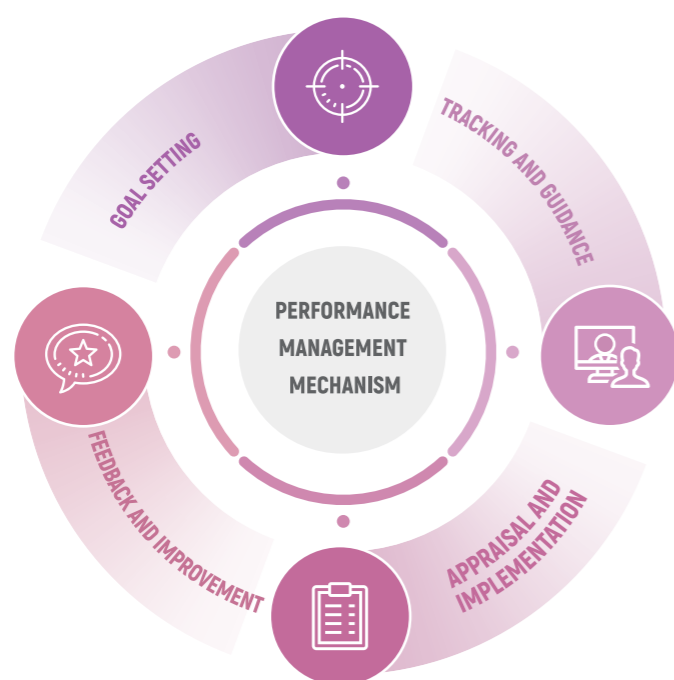 GOAL SETTING
TRACKING AND GUIDANCE
PERFORMANCE
MANAGEMENT
MECHANISM
FEEDBACK AND IMPROVEMENT
APPRAISAL AND
IMPLEMENTATION